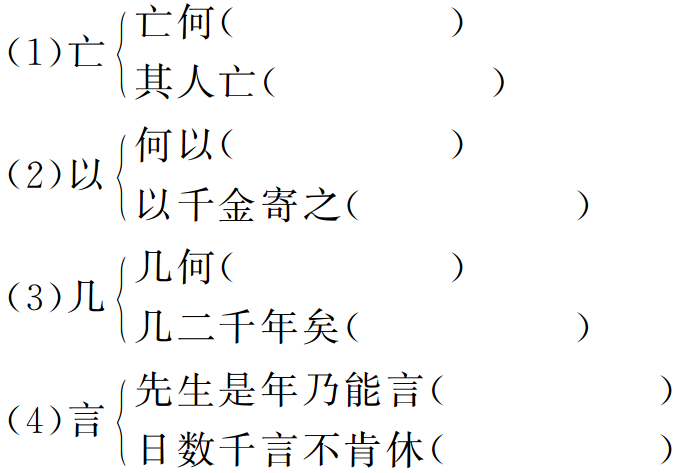 (1)亡
亡何(　　　　　)
其人亡(　　　　　)
(2)以
何以(　　　　　)
以千金寄之(　　　　　)
(3)几
几何(　　　　　)
几二千年矣(　　　　　)
(4)言
先生是年乃能言(　　　　　)
日数千言不肯休(　　　　　)